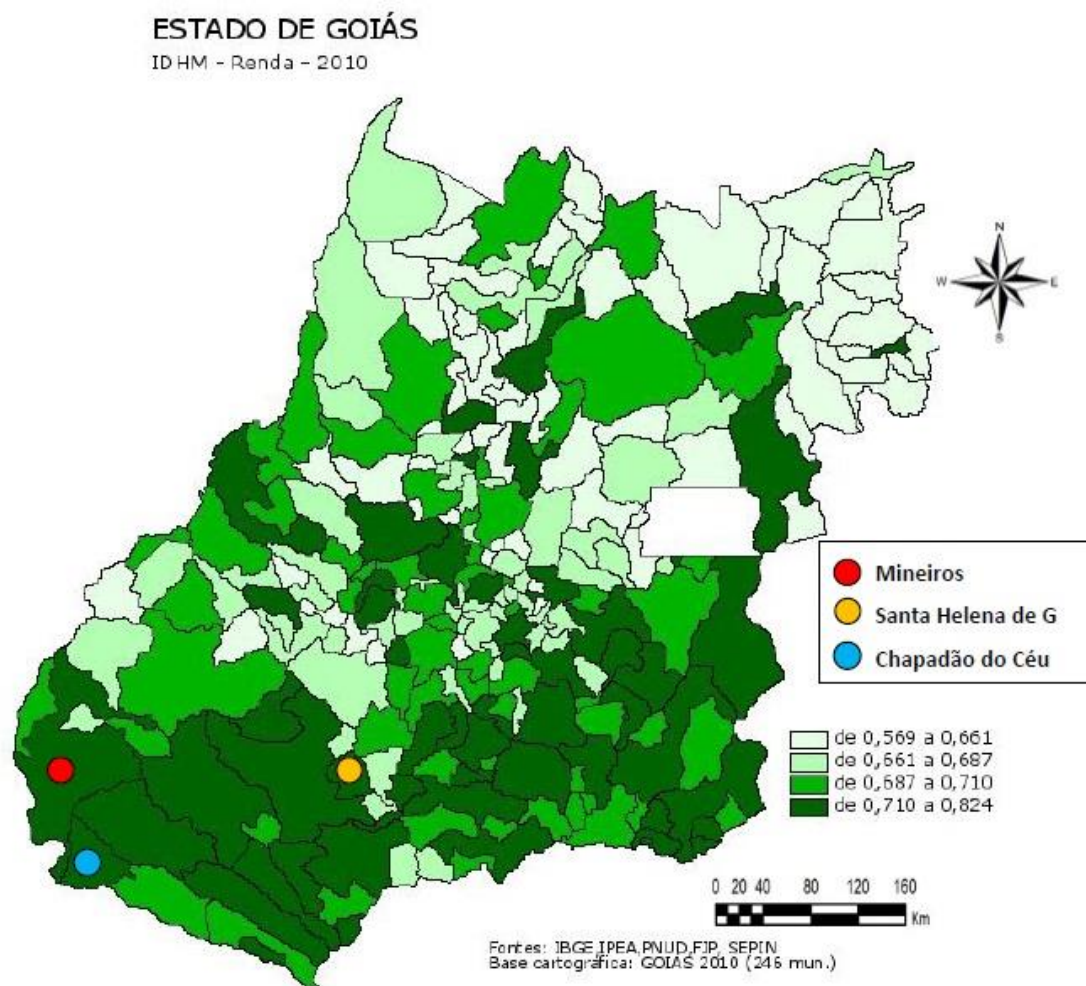 ESTADO DE GOIÁS
IDHM - Renda - 2010
N
W E
S
Mineiros
Santa Helena de G
Chapadão do Céu
de 0,569 a 0,661
de 0,661 a 0,687
de 0,687 a 0,710
de 0,710 a 0,824
0 20 40 80 120 160
Km
Fontes: IBGE,IPEA,PNUD,FJP, SEPIN
Base cartográfica: GOIAS 2010 (246 mun.)